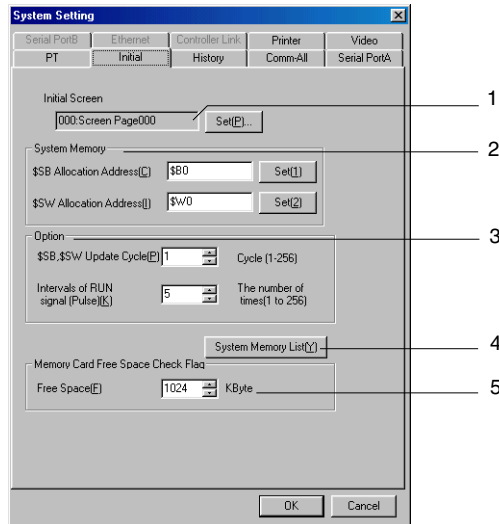 System Setting
Serial PortB Ethernet Controller Link Printer Video
PT Initial History Comm-All Serial PortA
Initial Screen
000:Screen Page000 Set(P)...
1
System Memory
2
$SB Allocation Address(C) $B0 Set(1)
$SW Allocation Address(I) $W0 Set(2)
Option
3
$SB,$SW Update Cycle(P) 1 Cycle (1-256)
Intervals of RUN signal (Pulse)(K) 5 The number of times(1 to 256)
System Memory List(Y)
4
Memory Card Free Space Check Flag
Free Space(F) 1024 KByte
5
OK Cancel